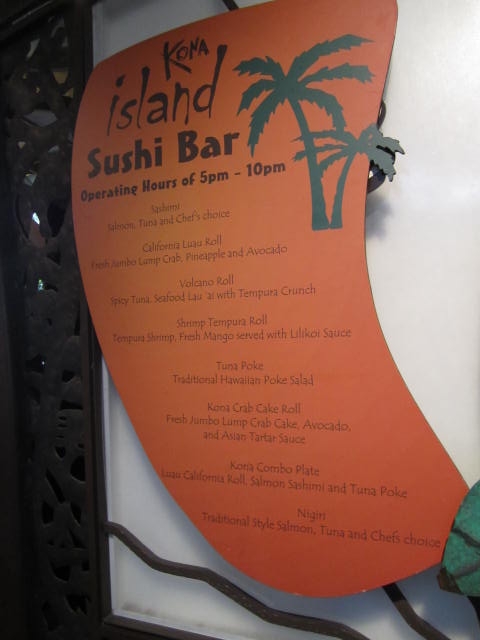 KONA
island
Sushi Bar
Operating Hours of 5pm - 10pm
Sashimi
Salmon, Tuna and Chef's choice
California Luau Roll
Fresh Jumbo Lump Crab, Pineapple and Avocado
Volcano Roll
Spicy Tuna, Seafood Lau 'ai with Tempura Crunch
Shrimp Tempura Roll
Tempura Shrimp, Fresh Mango served with Lilikoi Sauce
Tuna Poke
Traditional Hawaiian Poke Salad
Kona Crab Cake Roll
Fresh Jumbo Lump Crab Cake, Avocado,
and Asian Tartar Sauce
Kona Combo Plate
Luau California Roll, Salmon Sashimi and Tuna Poke
Nigiri
Traditional Style Salmon, Tuna and Chefs choice